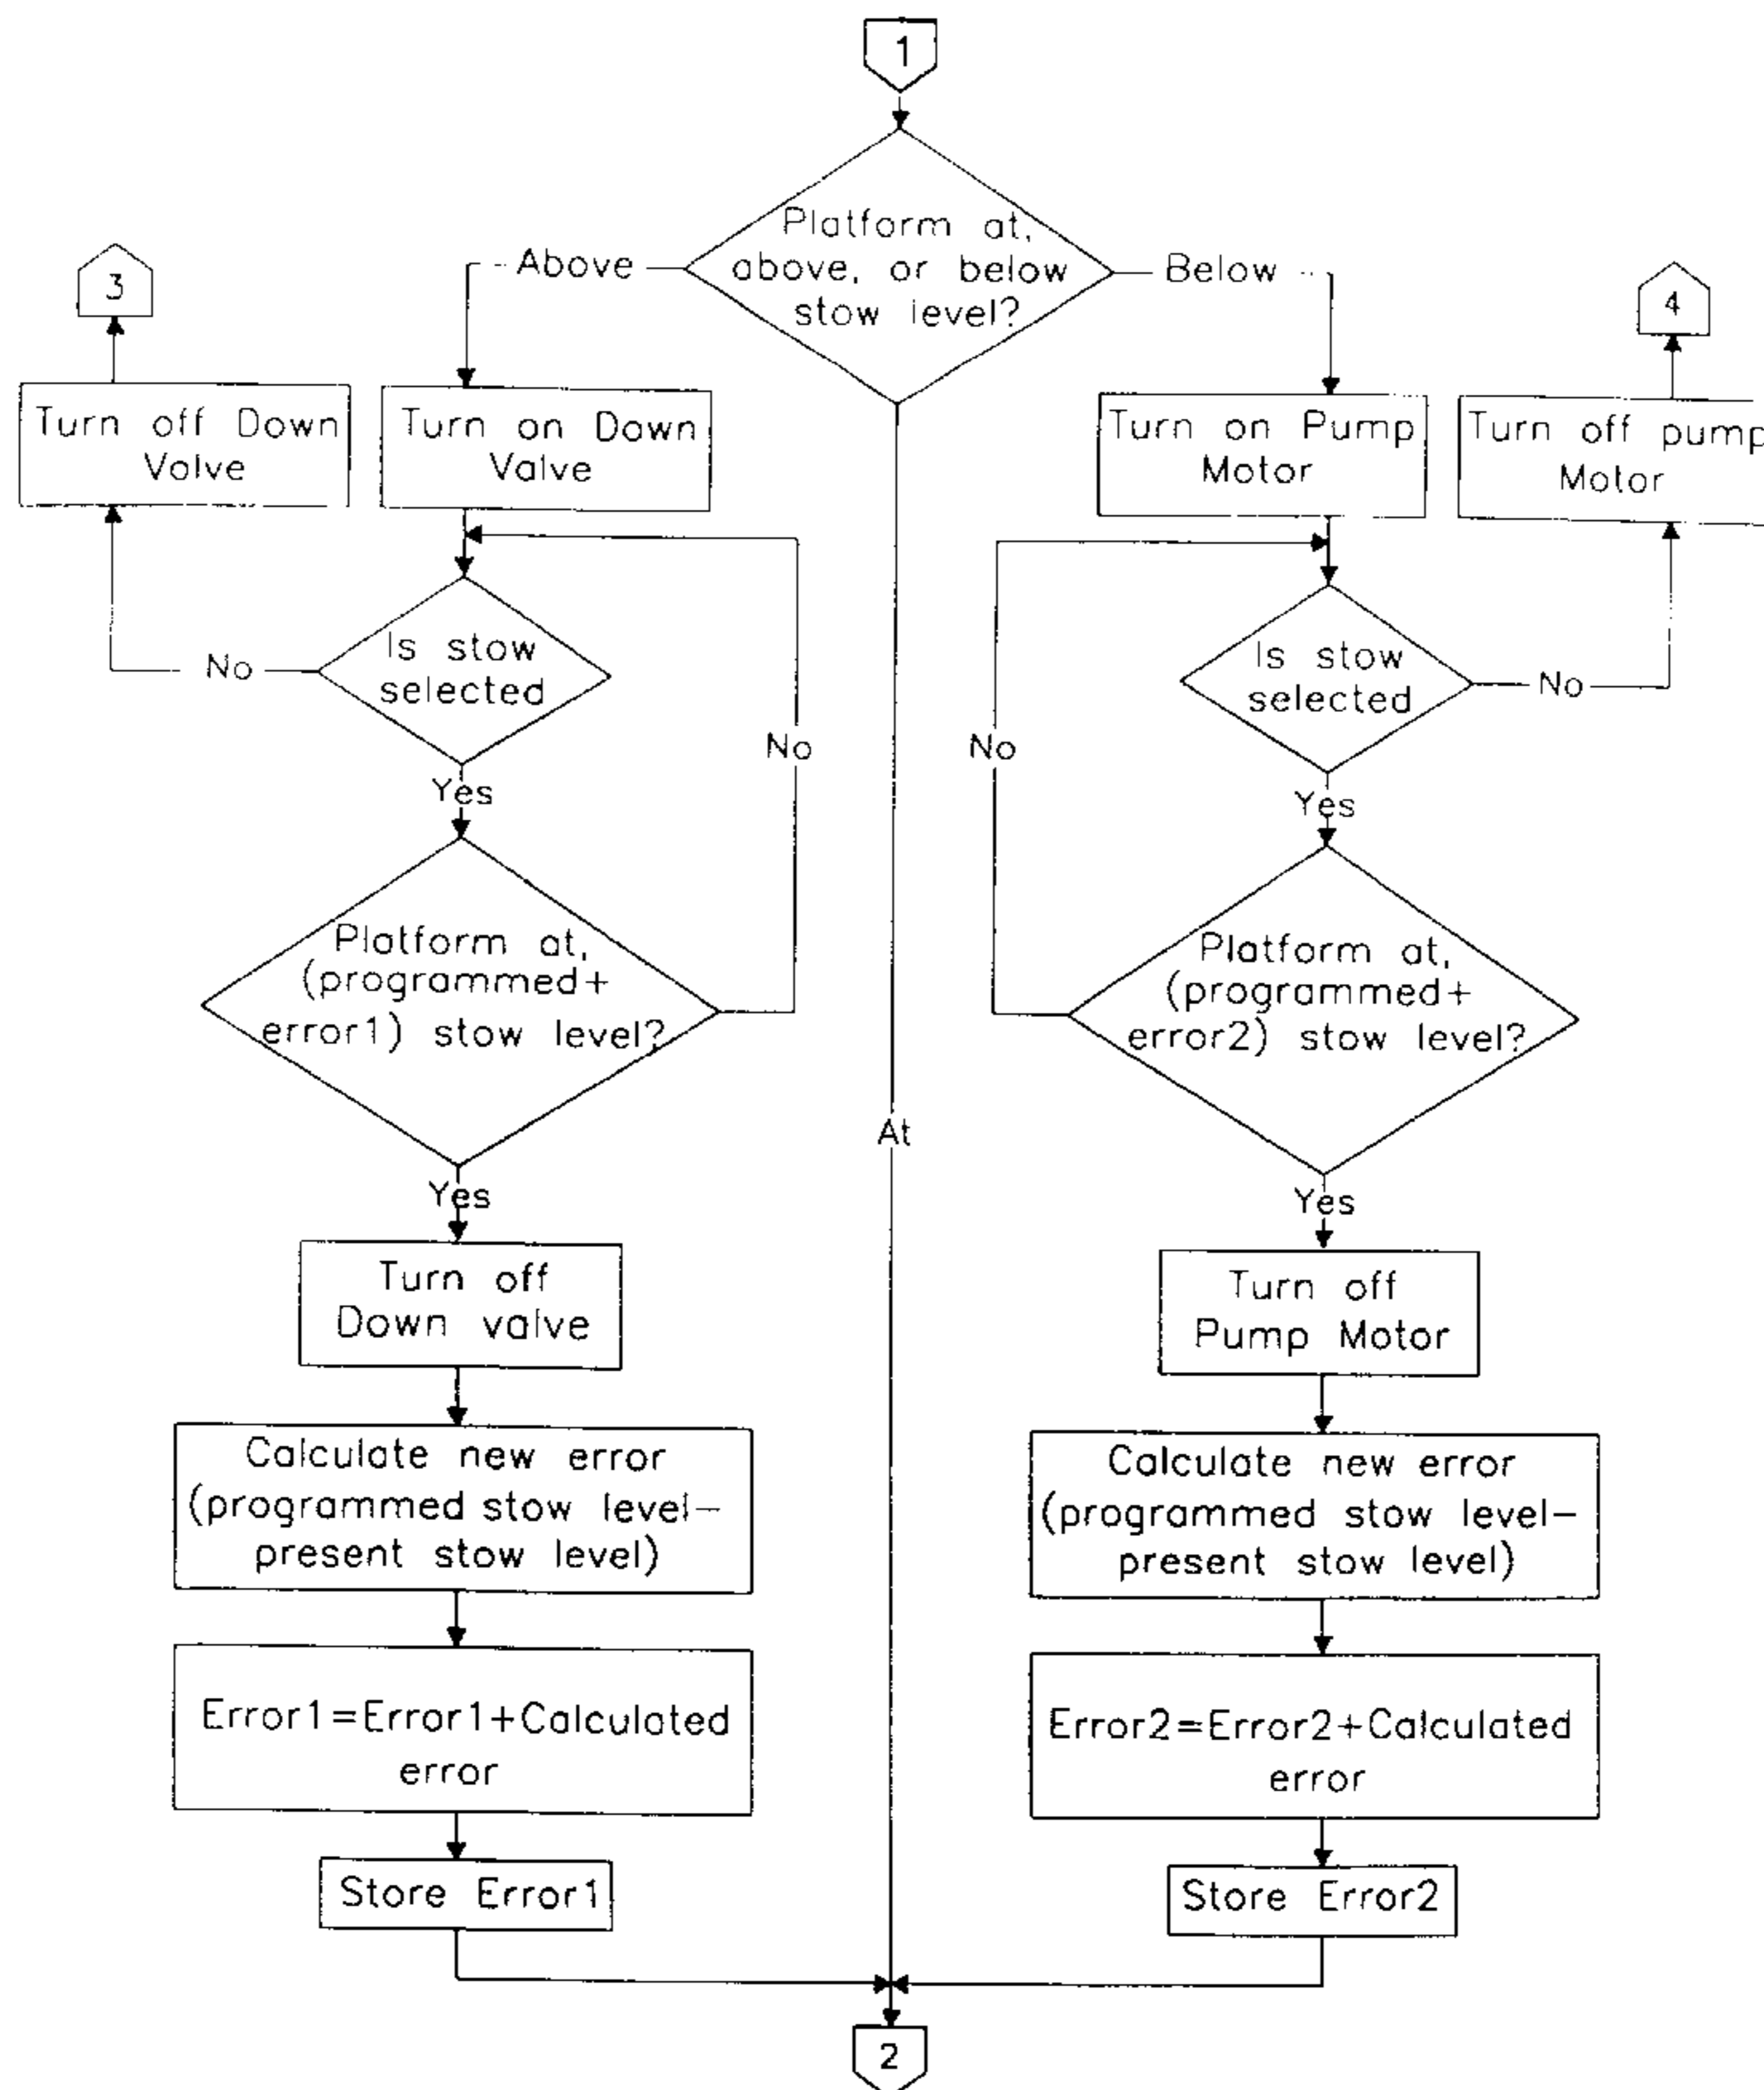 1
Platform at,
above, or below
stow level?
Above
Below
3
4
Turn off Down
Valve
Turn on Down
Valve
Turn on Pump
Motor
Turn off pump
Motor
Is stow
selected
No
Yes
No
Is stow
selected
No
Yes
No
Platform at,
(programmed+
error1) stow level?
Yes
Platform at,
(programmed+
error2) stow level?
Yes
At
Turn off
Down valve
Turn off
Pump Motor
Calculate new error
(programmed stow level-
present stow level)
Calculate new error
(programmed stow level-
present stow level)
Error1=Error1+Calculated
error
Error2=Error2+Calculated
error
Store Error1
Store Error2
2